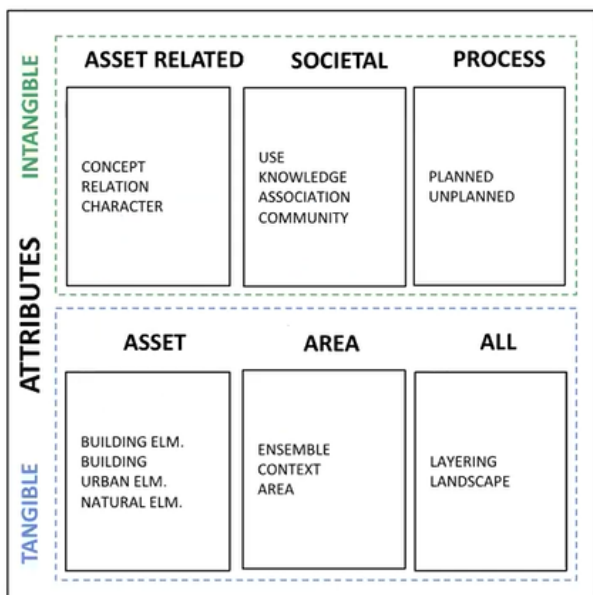 INTANGIBLE
ASSET RELATED
SOCIETAL
PROCESS
CONCEPT
RELATION
CHARACTER
USE
KNOWLEDGE
ASSOCIATION
COMMUNITY
PLANNED
UNPLANNED
ATTRIBUTES
TANGIBLE
ASSET
AREA
ALL
BUILDING ELM.
BUILDING
URBAN ELM.
NATURAL ELM.
ENSEMBLE
CONTEXT
AREA
LAYERING
LANDSCAPE